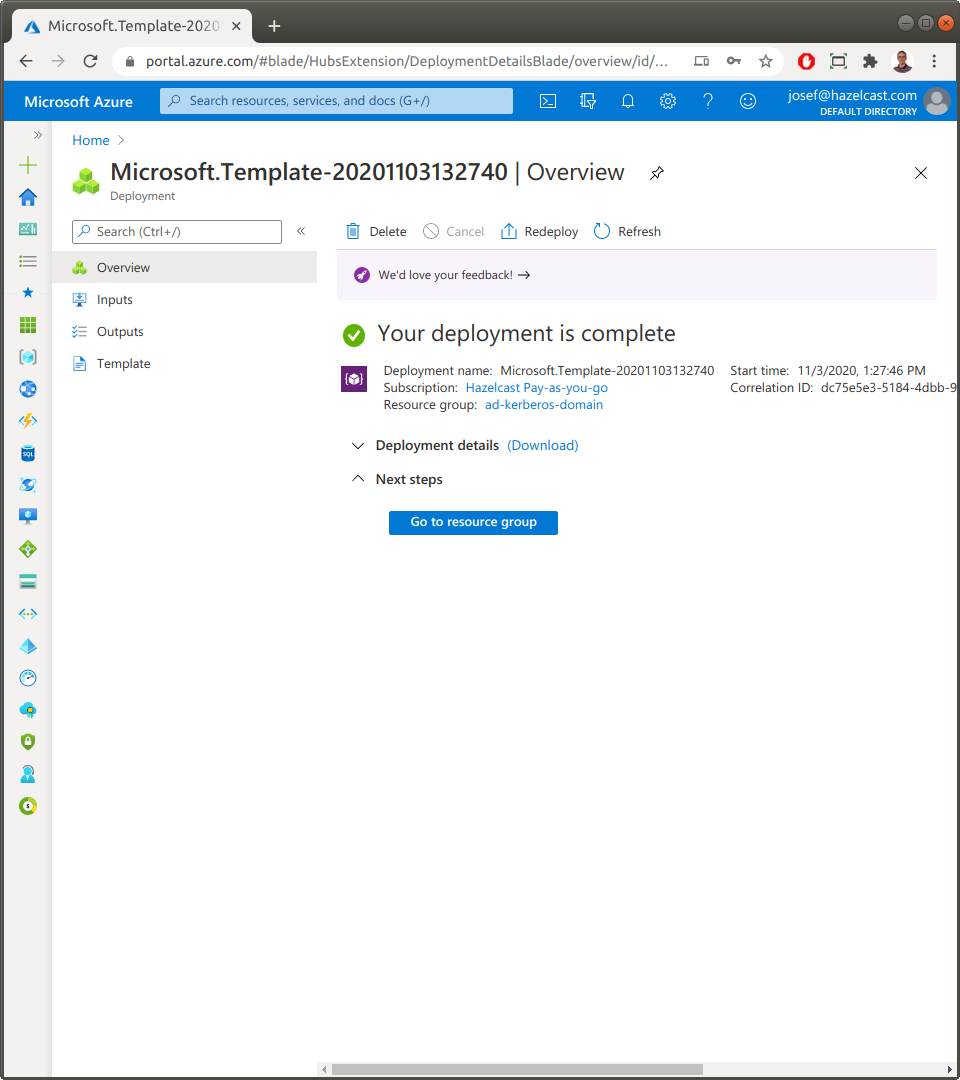 Microsoft.Template-2020
portal.azure.com/#blade/HubsExtension/DeploymentDetailsBlade/overview/id/...
Microsoft Azure
Search resources, services, and docs (G+/)
josef@hazelcast.com
DEFAULT DIRECTORY
Home
Microsoft.Template-20201103132740 | Overview
Deployment
Search (Ctrl+/)
Delete Cancel Redeploy Refresh
Overview
Inputs
Outputs
Template
We'd love your feedback! →
Your deployment is complete
Deployment name: Microsoft.Template-20201103132740 Start time: 11/3/2020, 1:27:46 PM
Subscription: Hazelcast Pay-as-you-go Correlation ID: dc75e5e3-5184-4dbb-9
Resource group: ad-kerberos-domain
Deployment details (Download)
Next steps
Go to resource group
SQL